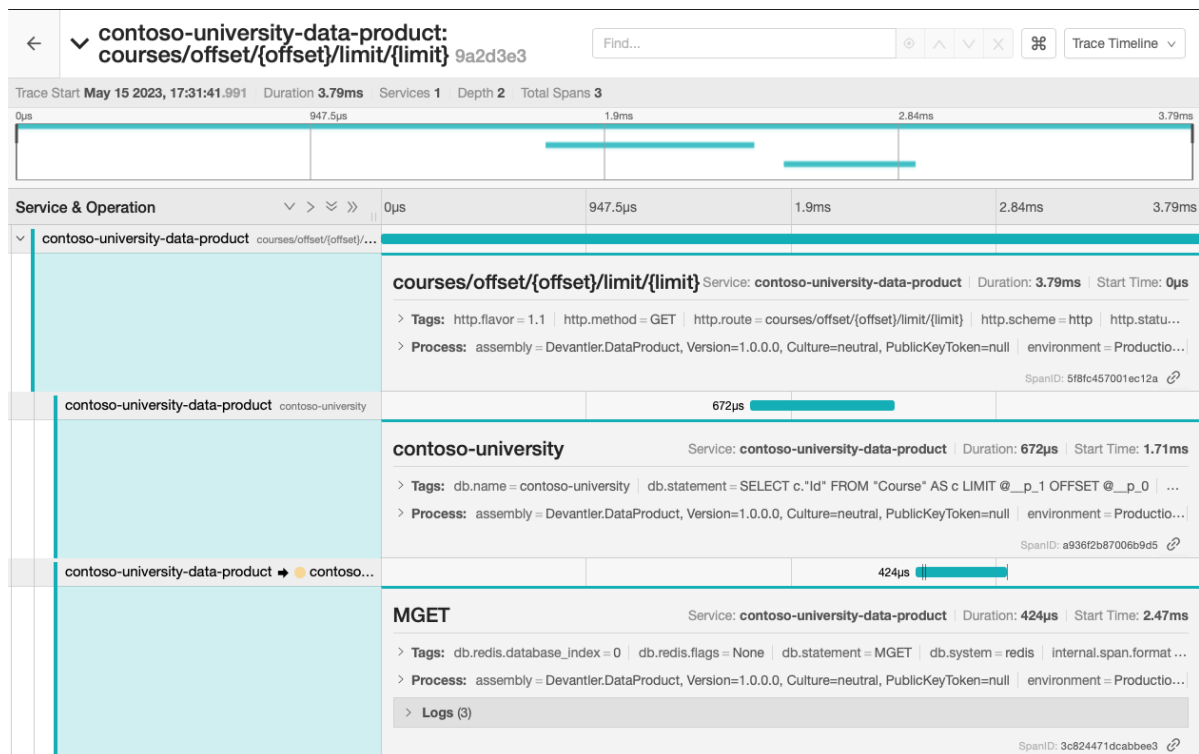 contoso-university-data-product:
courses/offset/{offset}/limit/{limit} 9a2d3e3
Find...
⌘
Trace Timeline
Trace Start May 15 2023, 17:31:41.991 Duration 3.79ms Services 1 Depth 2 Total Spans 3
0µs 947.5µs 1.9ms 2.84ms 3.79ms
Service & Operation 0µs 947.5µs 1.9ms 2.84ms 3.79ms
contoso-university-data-product courses/offset/{offset}/...
courses/offset/{offset}/limit/{limit} Service: contoso-university-data-product Duration: 3.79ms Start Time: 0µs
> Tags: http.flavor = 1.1 http.method = GET http.route = courses/offset/{offset}/limit/{limit} http.scheme = http http.statu...
> Process: assembly = Devantler.DataProduct, Version=1.0.0.0, Culture=neutral, PublicKeyToken=null environment = Productio...
SpanID: 5f8fc457001ec12a
contoso-university-data-product contoso-university 672µs
contoso-university Service: contoso-university-data-product Duration: 672µs Start Time: 1.71ms
> Tags: db.name = contoso-university db.statement = SELECT c."Id" FROM "Course" AS c LIMIT @__p_1 OFFSET @__p_0 ...
> Process: assembly = Devantler.DataProduct, Version=1.0.0.0, Culture=neutral, PublicKeyToken=null environment = Productio...
SpanID: a936f2b87006b9d5
contoso-university-data-product → contoso... 424µs
MGET Service: contoso-university-data-product Duration: 424µs Start Time: 2.47ms
> Tags: db.redis.database_index = 0 db.redis.flags = None db.statement = MGET db.system = redis internal.span.format ...
> Process: assembly = Devantler.DataProduct, Version=1.0.0.0, Culture=neutral, PublicKeyToken=null environment = Productio...
> Logs (3)
SpanID: 3c824471dcabbee3